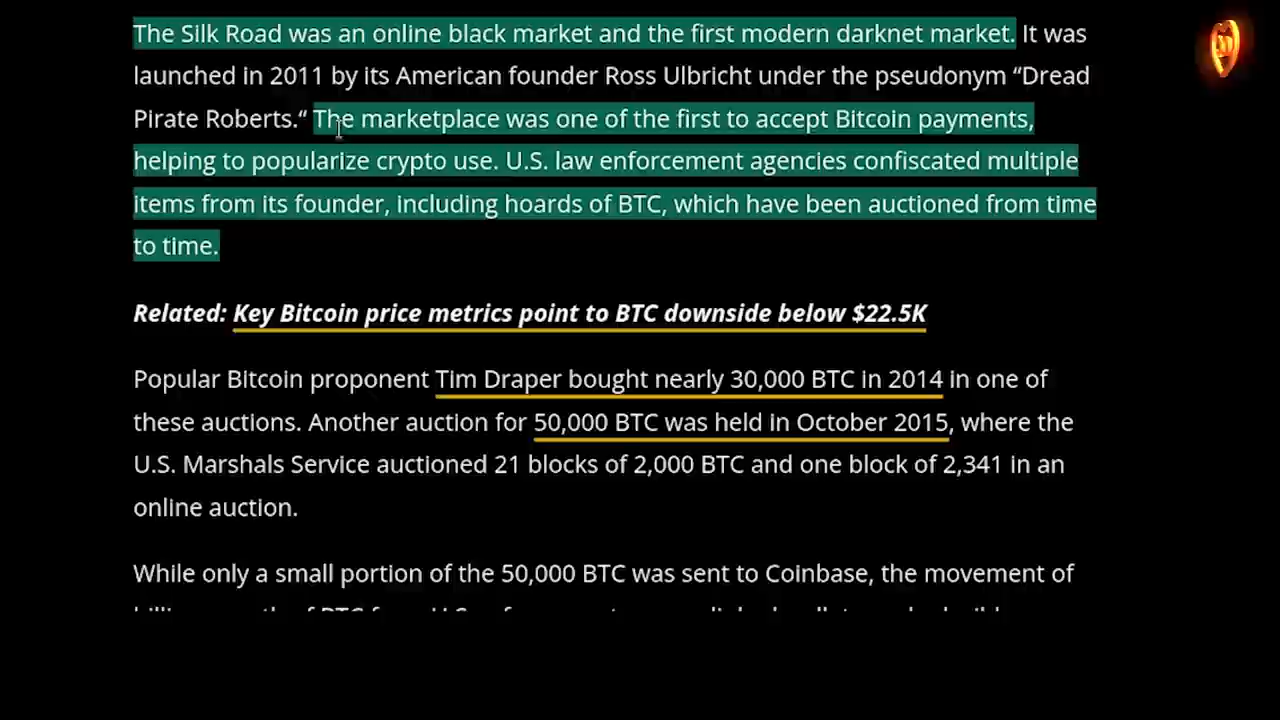 The Silk Road was an online black market and the first modern darknet market. It was
launched in 2011 by its American founder Ross Ulbricht under the pseudonym “Dread
Pirate Roberts.“ The marketplace was one of the first to accept Bitcoin payments,
helping to popularize crypto use. U.S. law enforcement agencies confiscated multiple
items from its founder, including hoards of BTC, which have been auctioned from time
to time.
Related: Key Bitcoin price metrics point to BTC downside below $22.5K
Popular Bitcoin proponent Tim Draper bought nearly 30,000 BTC in 2014 in one of
these auctions. Another auction for 50,000 BTC was held in October 2015, where the
U.S. Marshals Service auctioned 21 blocks of 2,000 BTC and one block of 2,341 in an
online auction.
While only a small portion of the 50,000 BTC was sent to Coinbase, the movement of